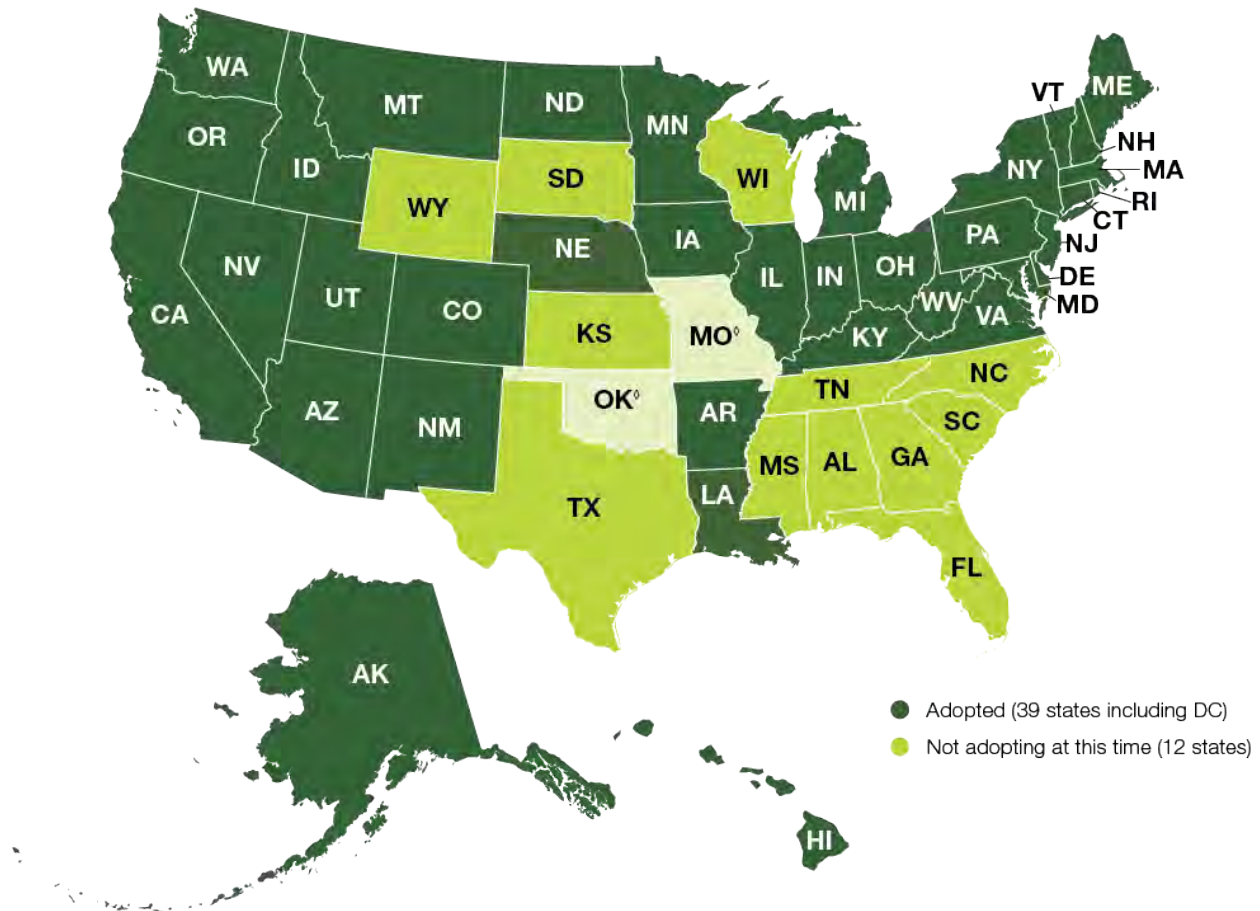 WA
MT
ND
MN
VT
ME
OR
ID
SD
WI
NY
NH
MA
WY
MI
RI
CT
NE
IA
PA
NJ
NV
UT
CO
IL
IN
OH
DE
CA
WV
MD
KS
MO◊
KY
VA
AZ
NM
OK◊
AR
TN
NC
SC
MS
AL
GA
LA
TX
FL
AK
HI
Adopted (39 states including DC)
Not adopting at this time (12 states)